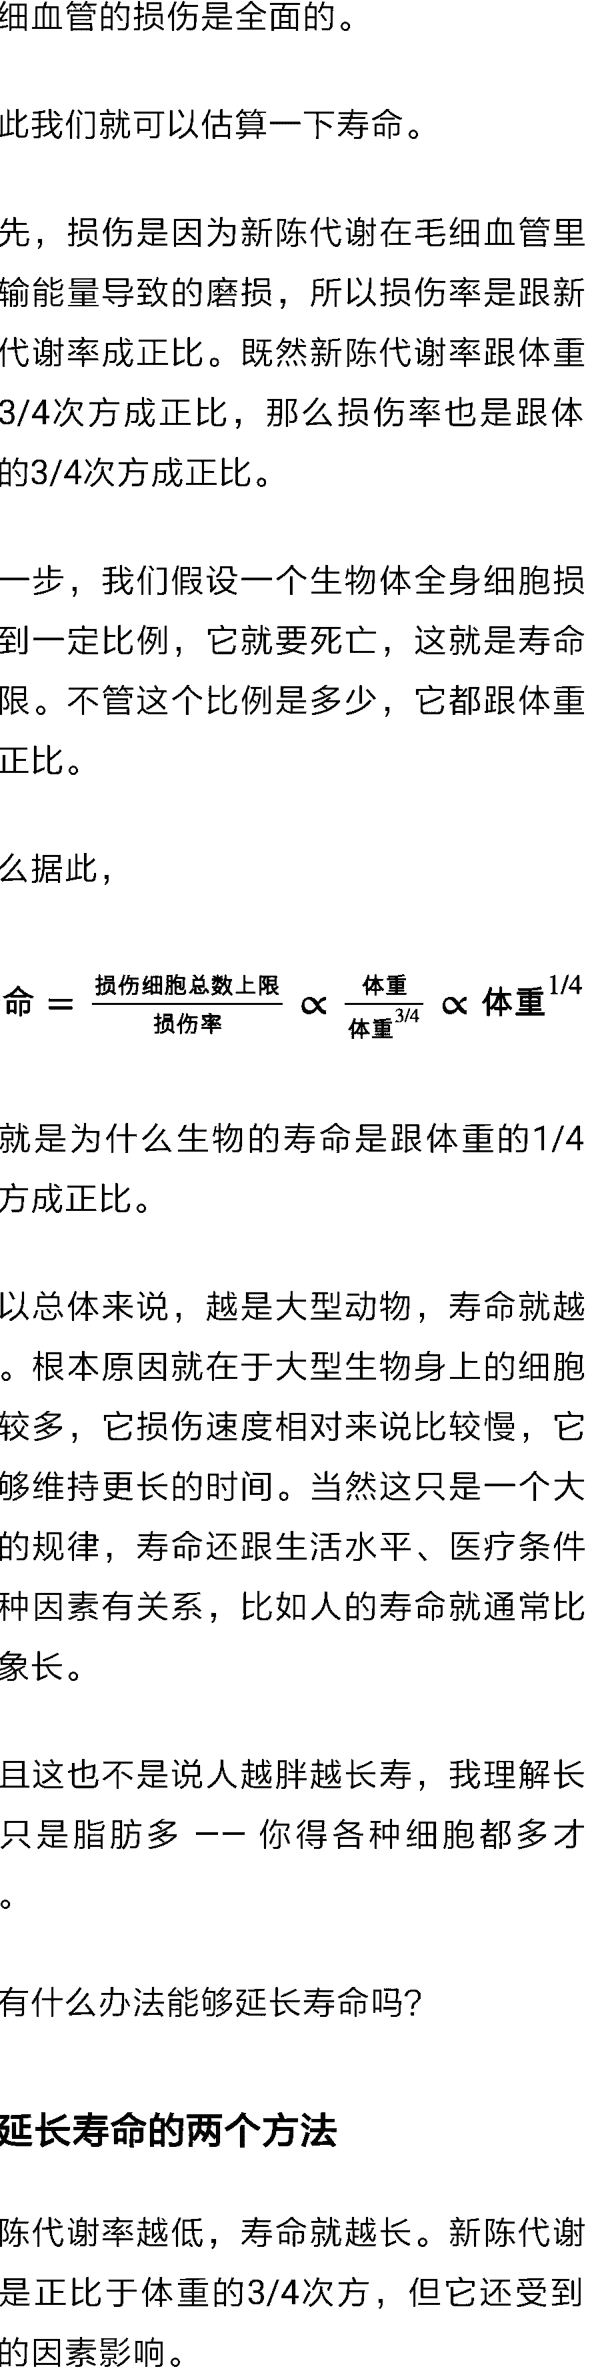 细血管的损伤是全面的。
此我们就可以估算一下寿命。
先，损伤是因为新陈代谢在毛细血管里
输能量导致的磨损，所以损伤率是跟新
代谢率成正比。既然新陈代谢率跟体重
3/4次方成正比，那么损伤率也是跟体
的3/4次方成正比。
一步，我们假设一个生物体全身细胞损
到一定比例，它就要死亡，这就是寿命
限。不管这个比例是多少，它都跟体重
正比。
么据此，
命 = 损伤细胞总数上限/损伤率 ∝ 体重/体重^3/4 ∝ 体重^1/4
就是为什么生物的寿命是跟体重的1/4
方成正比。
以总体来说，越是大型动物，寿命就越
。根本原因就在于大型生物身上的细胞
较多，它损伤速度相对来说比较慢，它
够维持更长的时间。当然这只是一个大
的规律，寿命还跟生活水平、医疗条件
种因素有关系，比如人的寿命就通常比
象长。
且这也不是说人越胖越长寿，我理解长
只是脂肪多 —— 你得各种细胞都多才
。
有什么办法能够延长寿命吗？
延长寿命的两个方法
陈代谢率越低，寿命就越长。新陈代谢
是正比于体重的3/4次方，但它还受到
的因素影响。